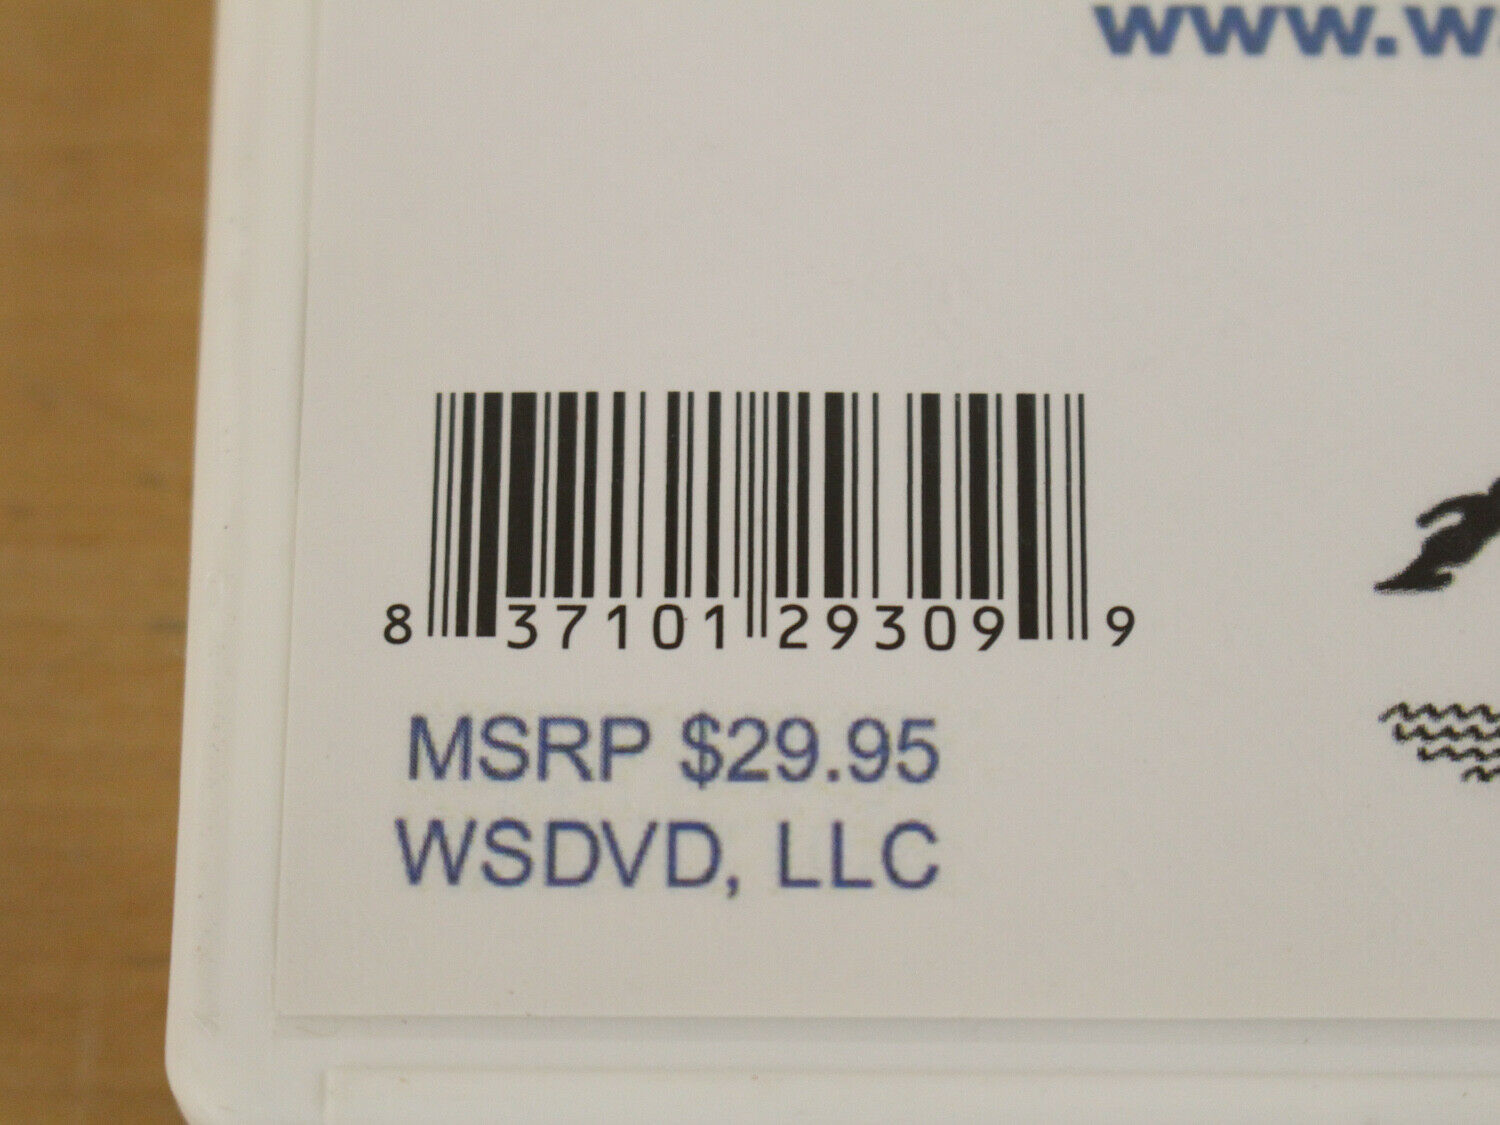 www.w
8 37101 29309 9
MSRP $29.95
WSDVD, LLC